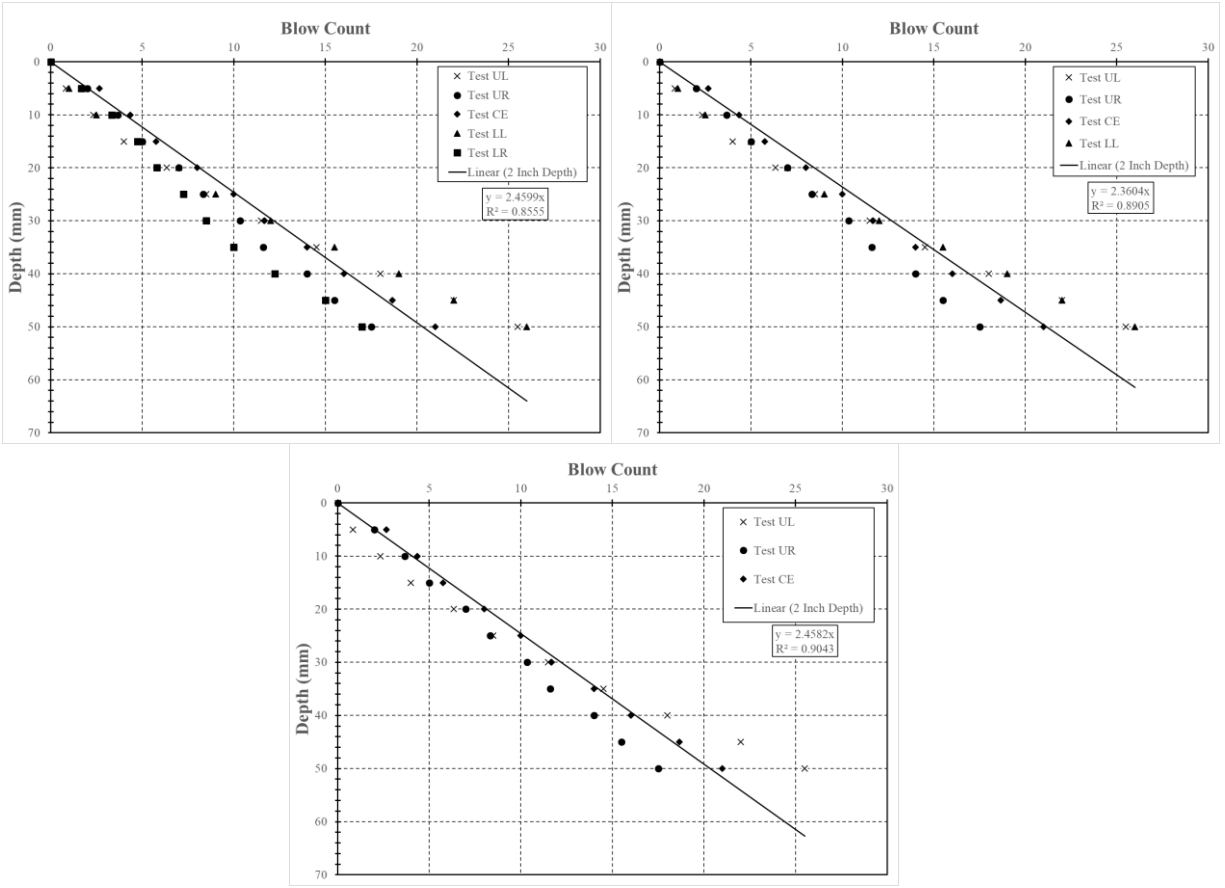 Blow Count
0 5 10 15 20 25 30
0
10
20
30
40
50
60
70
Depth (mm)
Test UL
Test UR
Test CE
Test LL
Test LR
Linear (2 Inch Depth)
y = 2.4599x
R² = 0.8555
Blow Count
0 5 10 15 20 25 30
0
10
20
30
40
50
60
70
Depth (mm)
Test UL
Test UR
Test CE
Test LL
Linear (2 Inch Depth)
y = 2.3604x
R² = 0.8905
Blow Count
0 5 10 15 20 25 30
0
10
20
30
40
50
60
70
Depth (mm)
Test UL
Test UR
Test CE
Linear (2 Inch Depth)
y = 2.4582x
R² = 0.9043